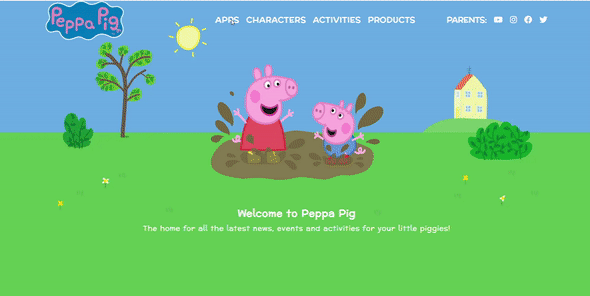 Peppa Pig
APPS CHARACTERS ACTIVITIES PRODUCTS PARENTS:
Welcome to Peppa Pig
The home for all the latest news, events and activities for your little piggies!